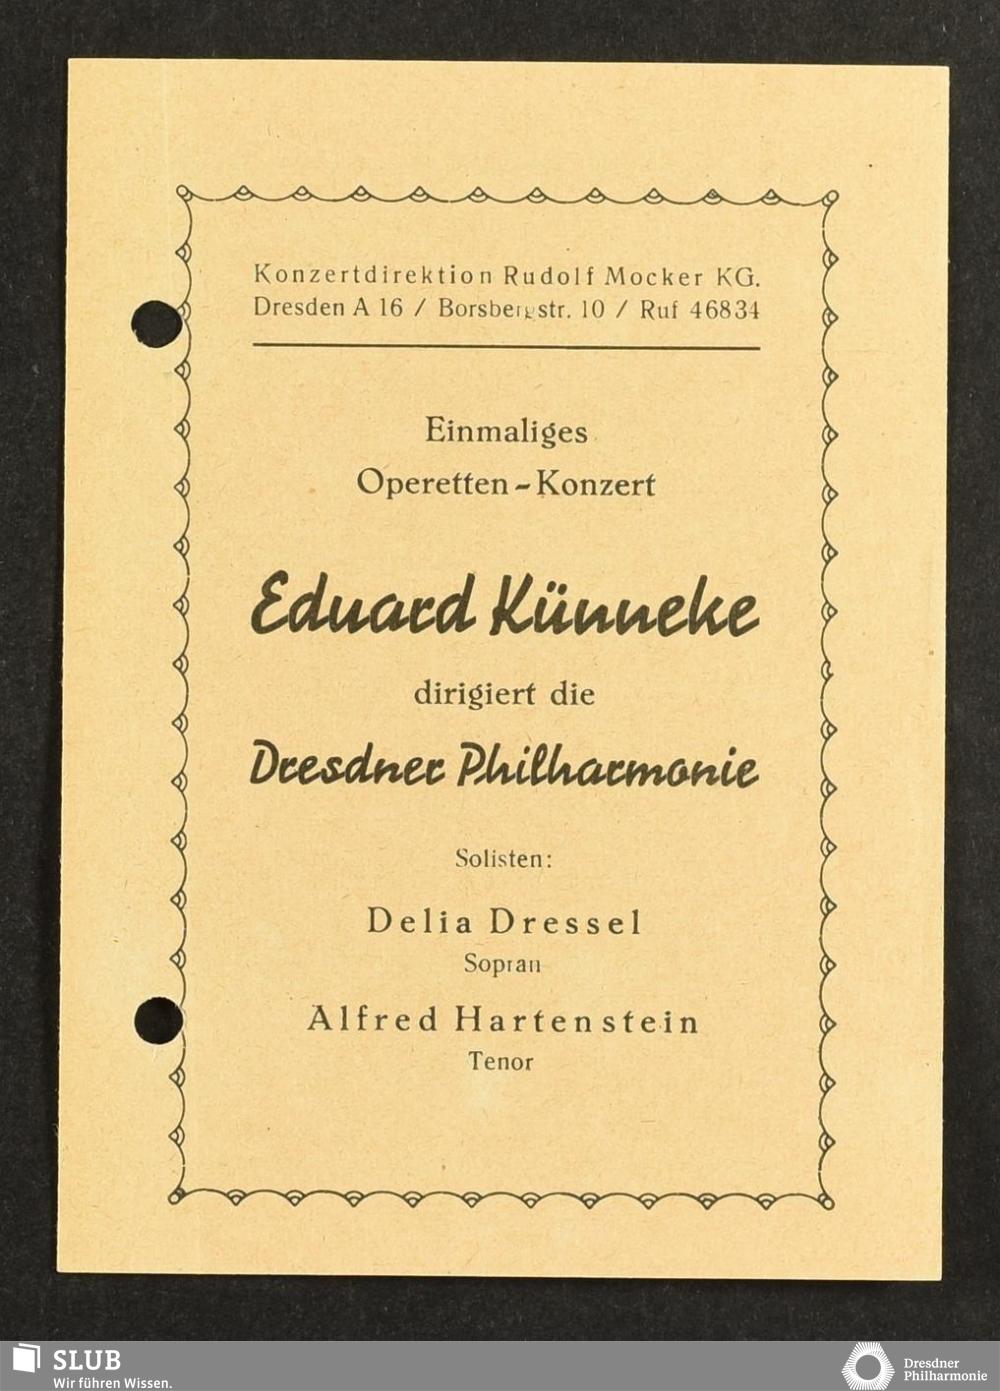 Konzertdirektion Rudolf Mocker KG.
Dresden A 16 / Borsbergstr. 10 / Ruf 46834
Einmaliges
Operetten-Konzert
Eduard Künneke
dirigiert die
Dresdner Philharmonie
Solisten:
Delia Dressel
Sopran
Alfred Hartenstein
Tenor
SLUB
Wir führen Wissen.
Dresdner
Philharmonie